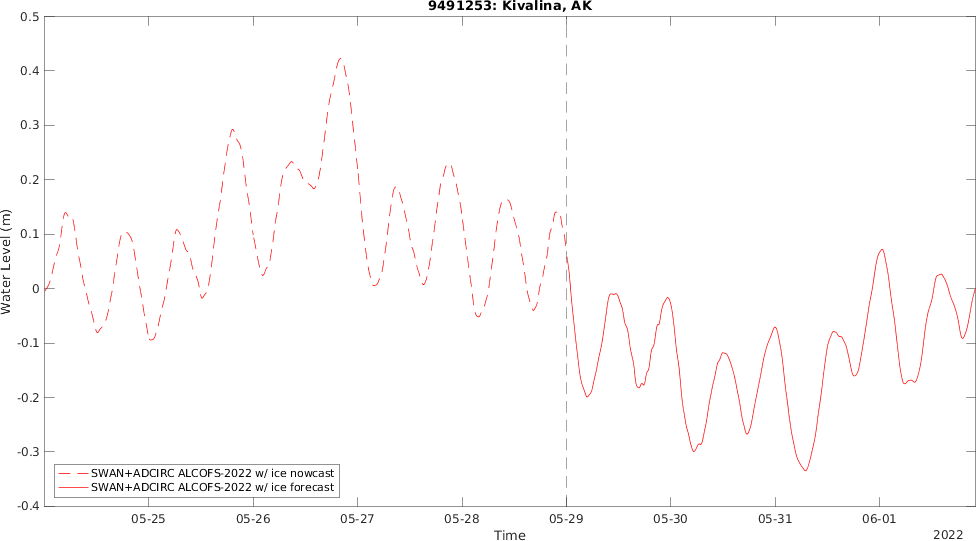 9491253: Kivalina, AK
0.5
0.4
0.3
0.2
0.1
0
-0.1
-0.2
-0.3
-0.4
Water Level (m)
SWAN+ADCIRC ALCOFS-2022 w/ ice nowcast
SWAN+ADCIRC ALCOFS-2022 w/ ice forecast
05-25 05-26 05-27 05-28 05-29 05-30 05-31 06-01
Time
2022